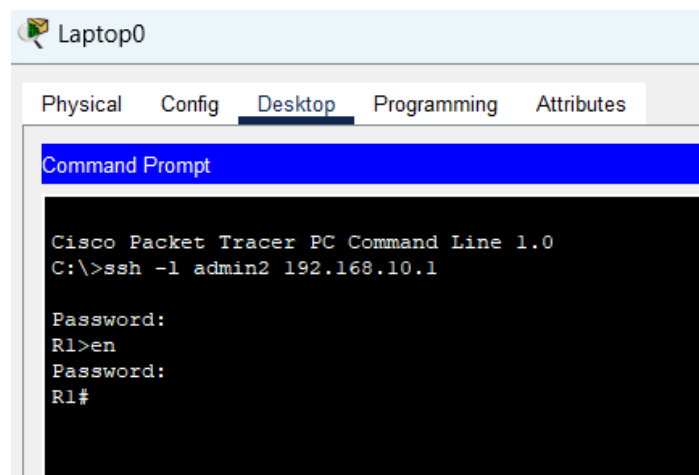 Laptop0
Physical Config Desktop Programming Attributes
Command Prompt
Cisco Packet Tracer PC Command Line 1.0
C:\>ssh -l admin2 192.168.10.1
Password:
R1>en
Password:
R1#